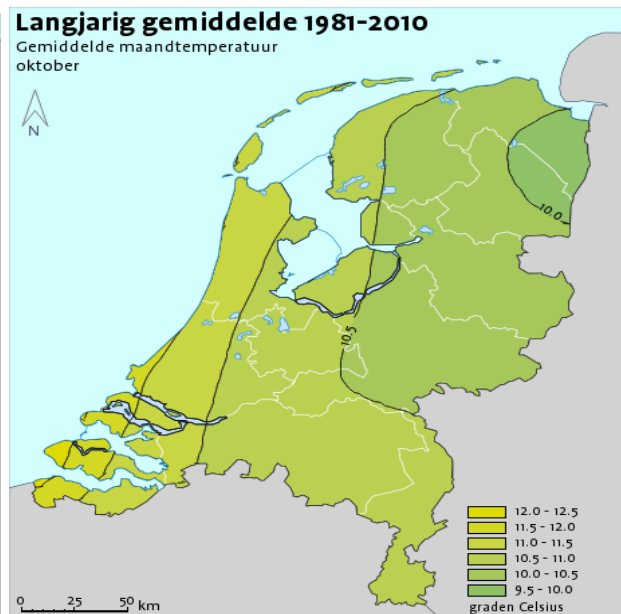 Langjarig gemiddelde 1981-2010
Gemiddelde maandtemperatuur
oktober
N
10.0
10.5
12.0 - 12.5
11.5 - 12.0
11.0 - 11.5
10.5 - 11.0
10.0 - 10.5
9.5 - 10.0
graden Celsius
0 25 50 km